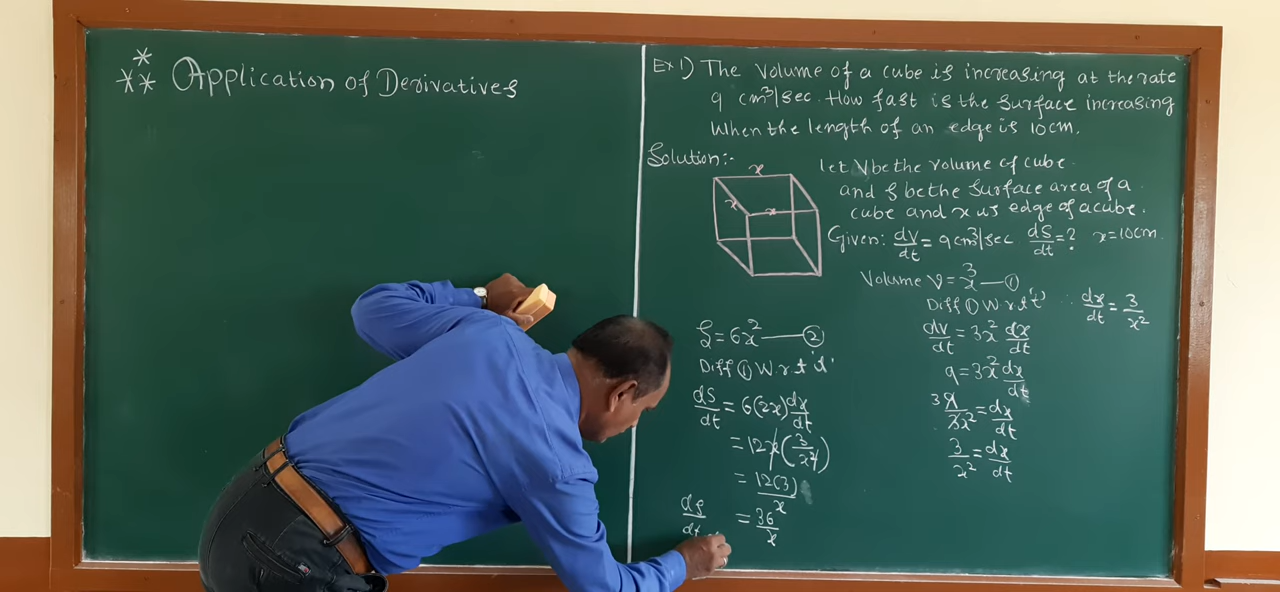 *** Application of Derivatives
Ex 1) The Volume of a cube is increasing at the rate
9 cm³/sec. How fast is the surface increasing
When the length of an edge is 10cm.
Solution:-
x
x
x
let V be the volume of cube.
and S be the Surface area of a
cube and x is edge of a cube.
Given: dV/dt = 9cm³/sec dS/dt = ? x=10cm.
Volume V = x³ — ①
Diff ① W r t 't'
dv/dt = 3x² dx/dt
9 = 3x² dx/dt
3 9/3x² = dx/dt
3/x² = dx/dt
∴ dx/dt = 3/x²
S = 6x² — ②
Diff ① W r t 't'
dS/dt = 6(2x) dx/dt
= 12x (3/x²)
= 12(3)/x
ds/dt = 36/x